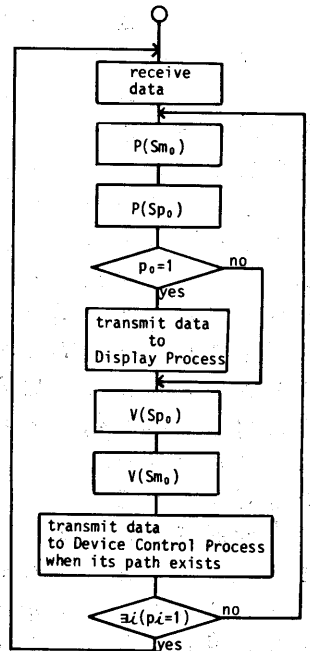 receive
data
P(Sm₀)
P(Sp₀)
p₀=1
no
yes
transmit data
to
Display Process
V(Sp₀)
V(Sm₀)
transmit data
to Device Control Process
when its path exists
∃i(pi=1)
no
yes